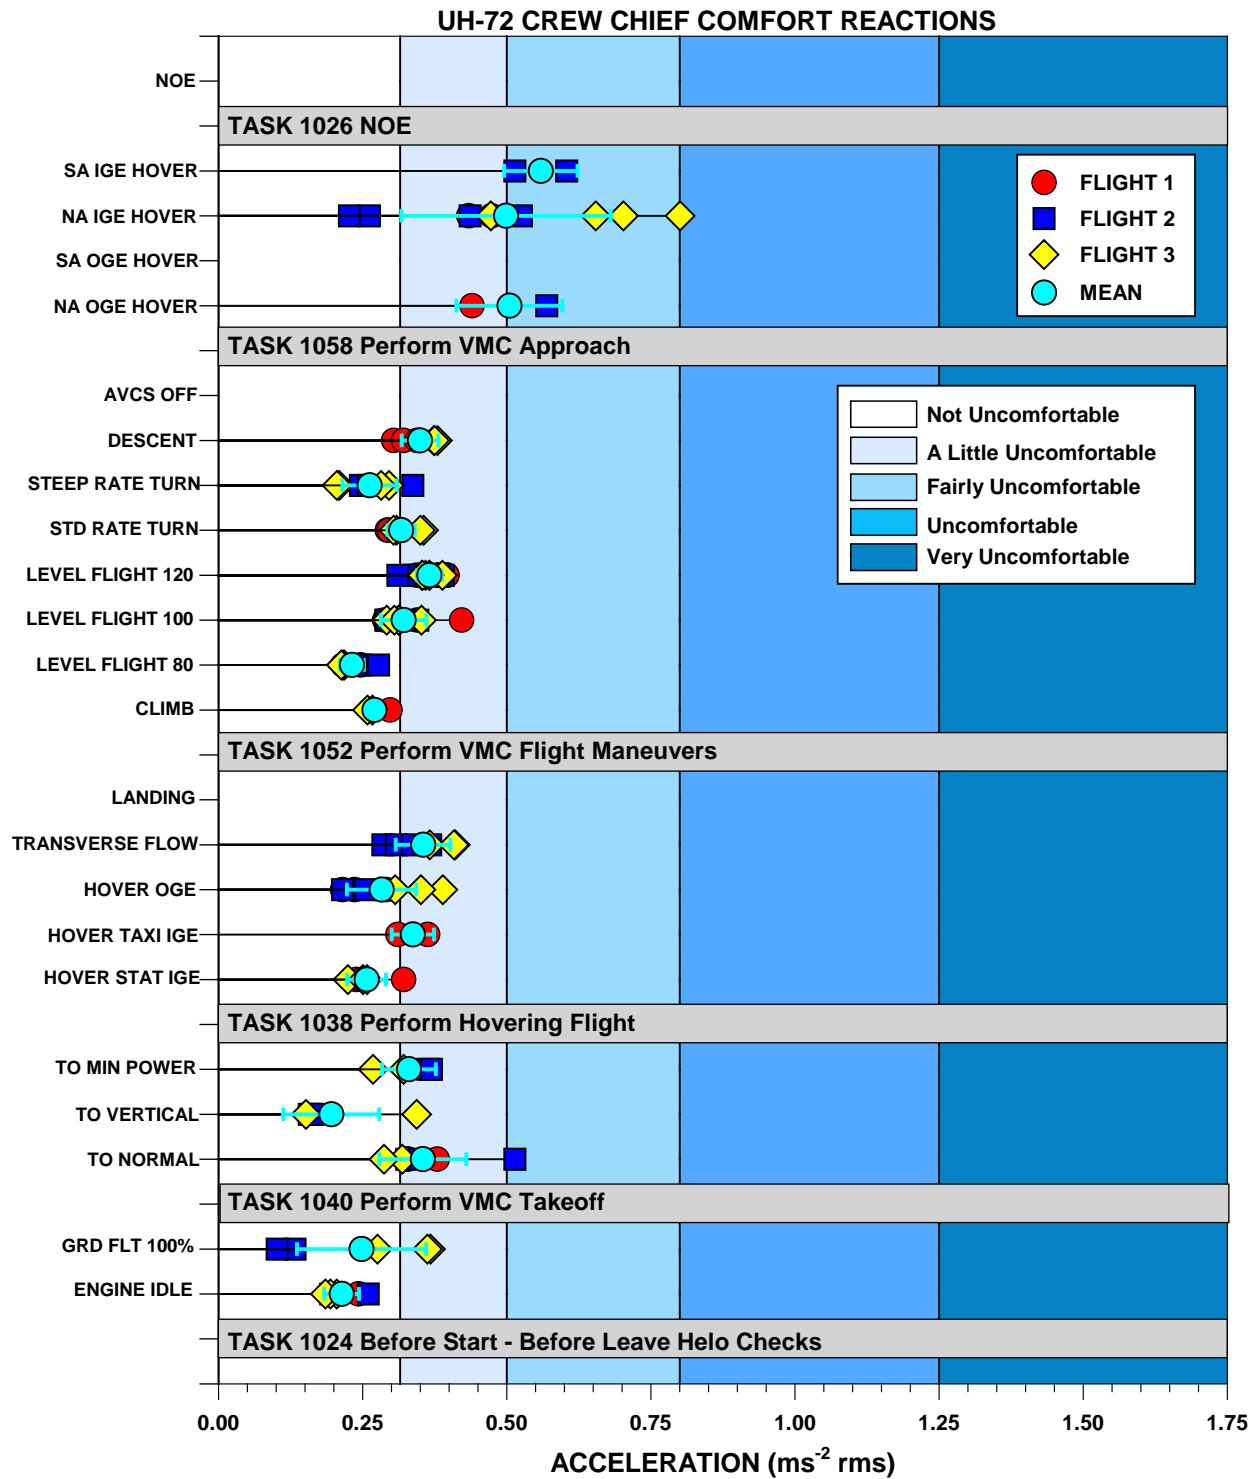 UH-72 CREW CHIEF COMFORT REACTIONS
NOE
TASK 1026 NOE
SA IGE HOVER
NA IGE HOVER
SA OGE HOVER
NA OGE HOVER
FLIGHT 1
FLIGHT 2
FLIGHT 3
MEAN
TASK 1058 Perform VMC Approach
AVCS OFF
DESCENT
STEEP RATE TURN
STD RATE TURN
LEVEL FLIGHT 120
LEVEL FLIGHT 100
LEVEL FLIGHT 80
CLIMB
Not Uncomfortable
A Little Uncomfortable
Fairly Uncomfortable
Uncomfortable
Very Uncomfortable
TASK 1052 Perform VMC Flight Maneuvers
LANDING
TRANSVERSE FLOW
HOVER OGE
HOVER TAXI IGE
HOVER STAT IGE
TASK 1038 Perform Hovering Flight
TO MIN POWER
TO VERTICAL
TO NORMAL
TASK 1040 Perform VMC Takeoff
GRD FLT 100%
ENGINE IDLE
TASK 1024 Before Start - Before Leave Helo Checks
0.00 0.25 0.50 0.75 1.00 1.25 1.50 1.75
ACCELERATION (ms⁻² rms)